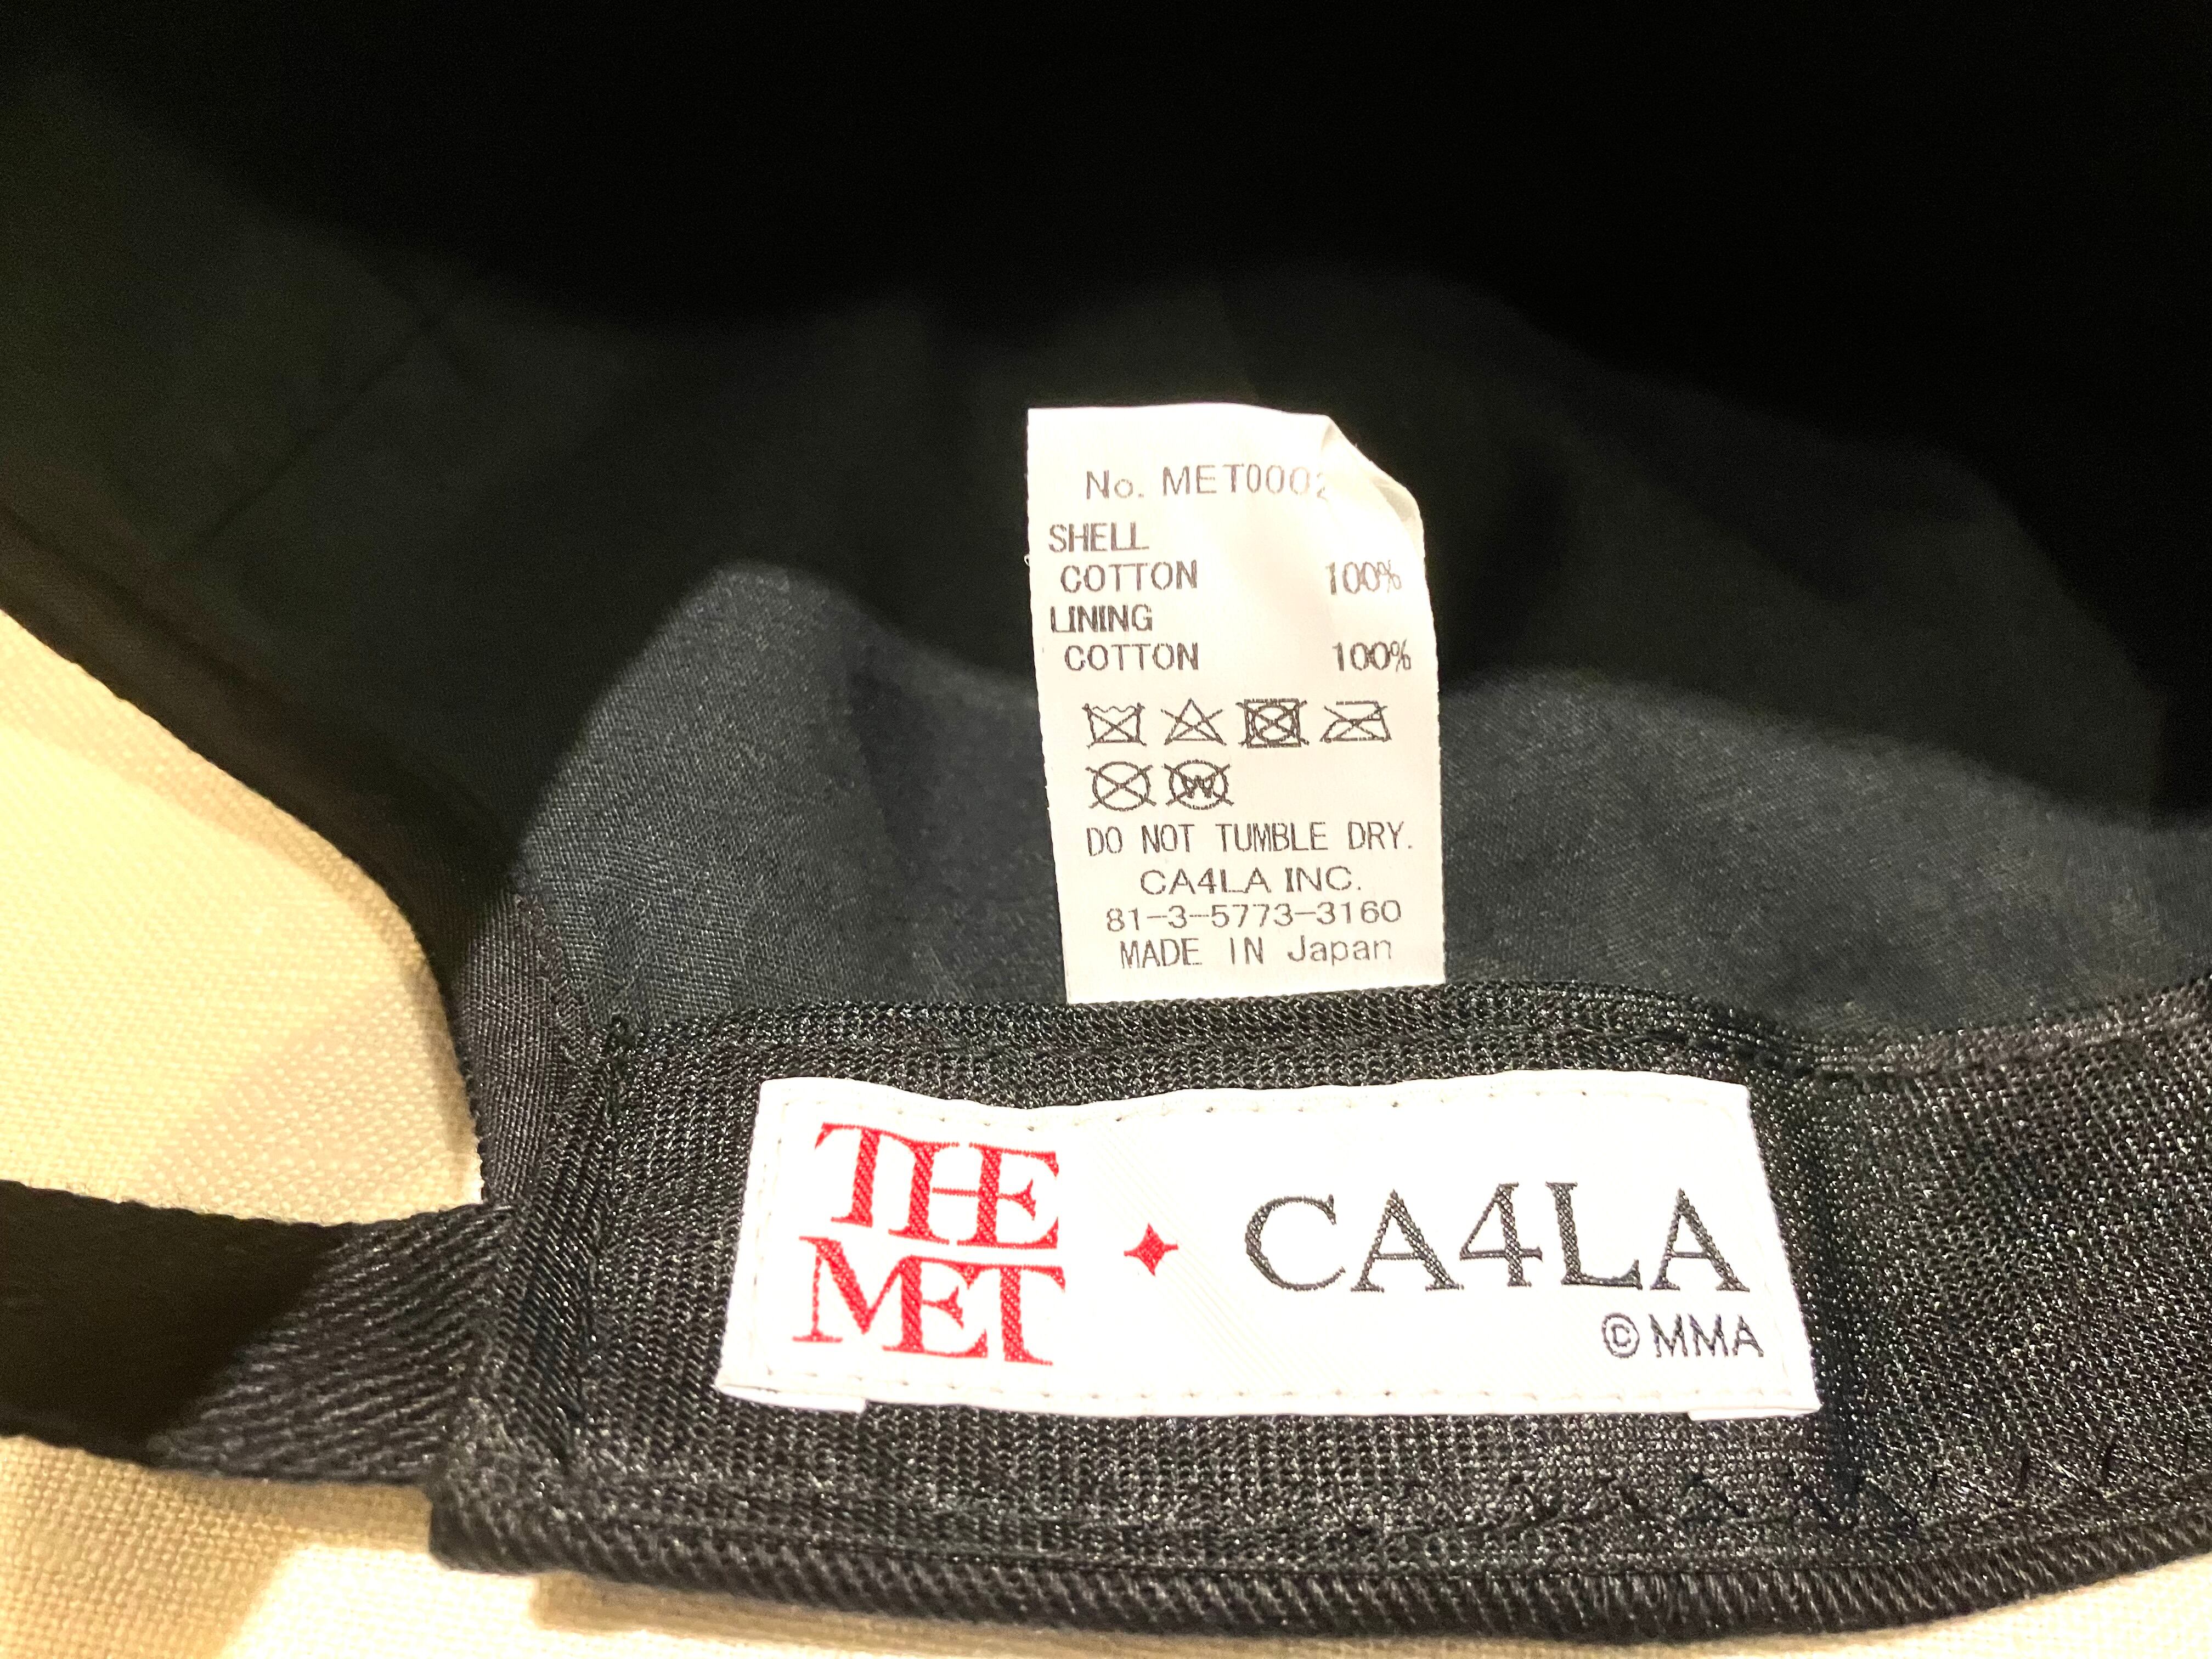 No. MET0002
SHELL
COTTON 100%
LINING
COTTON 100%
W
DO NOT TUMBLE DRY.
CA4LA INC.
81-3-5773-3160
MADE IN Japan
THE
MET
CA4LA
©MMA